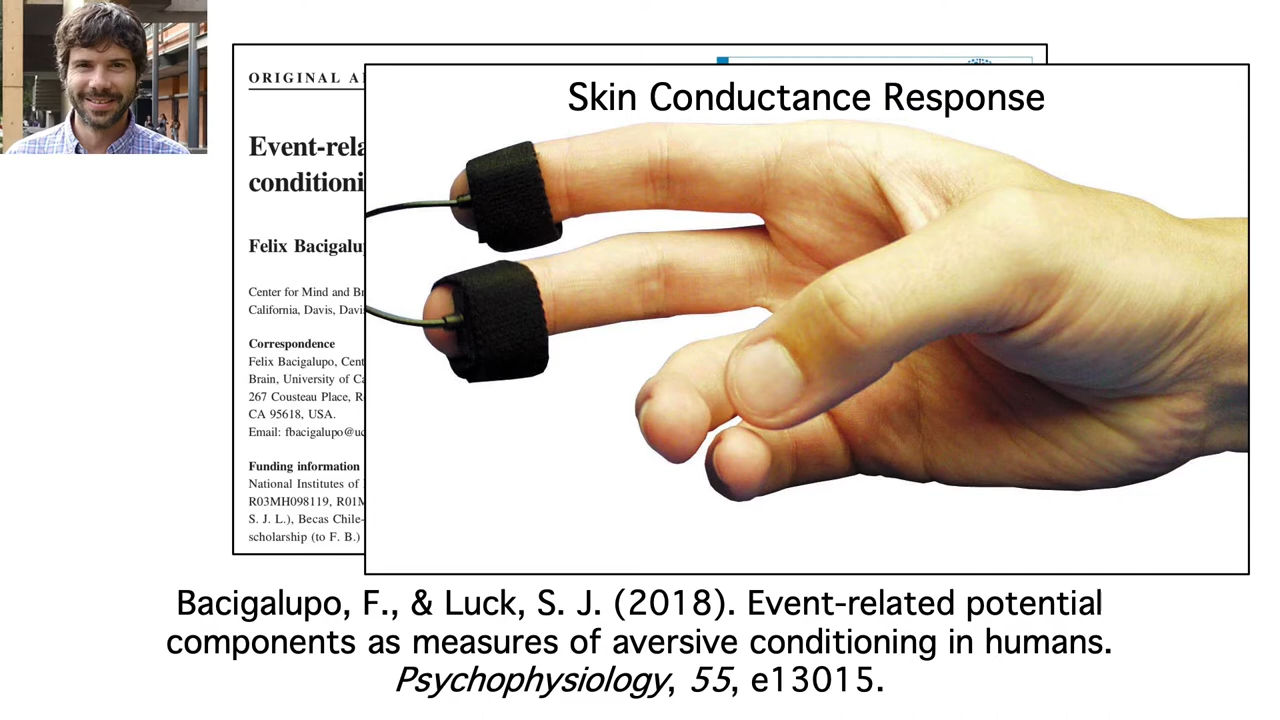 ORIGINAL
Skin Conductance Response
Event-rela
conditioni
Felix Bacigalu
Center for Mind and Br
California, Davis, Davi
Correspondence
Felix Bacigalupo, Cent
Brain, University of Ca
267 Cousteau Place, R
CA 95618, USA.
Email: fbacigalupo@uc
Funding information
National Institutes of
R03MH098119, R01M
S. J. L.), Becas Chile-
scholarship (to F. B.)
Bacigalupo, F., & Luck, S. J. (2018). Event-related potential
components as measures of aversive conditioning in humans.
Psychophysiology, 55, e13015.